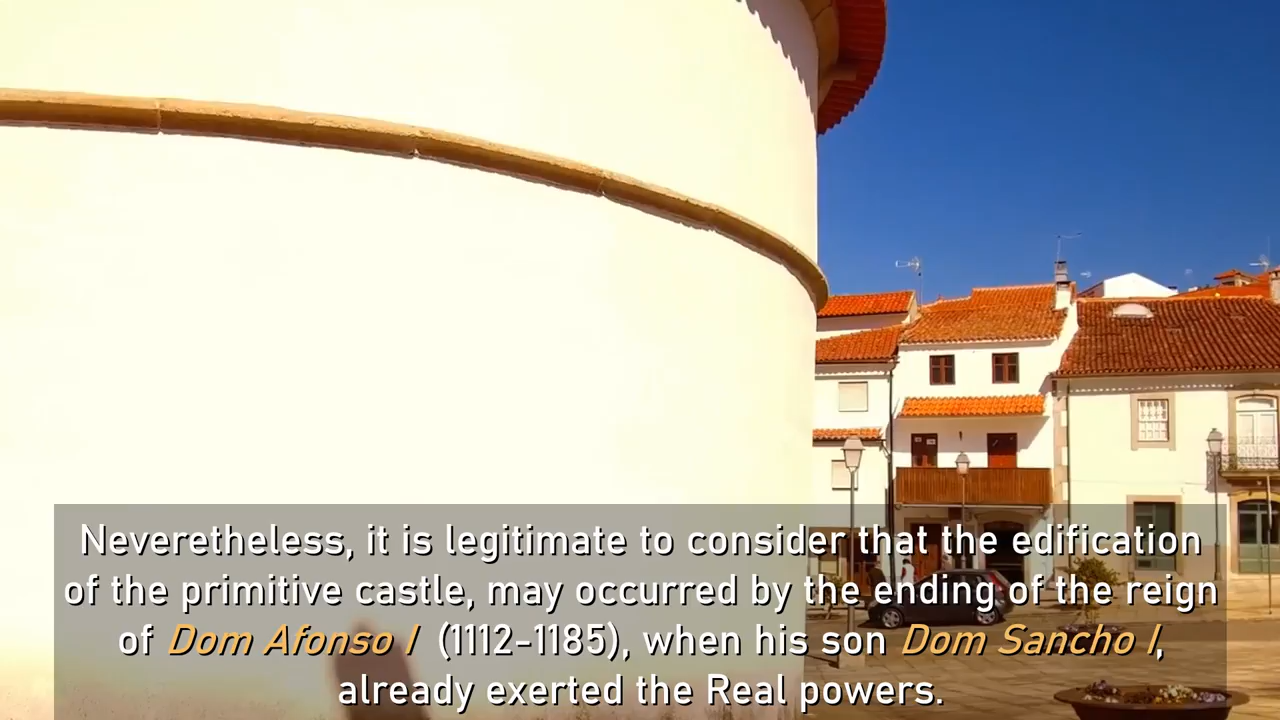 Neveretheless, it is legitimate to consider that the edification
of the primitive castle, may occurred by the ending of the reign
of Dom Afonso I (1112-1185), when his son Dom Sancho I,
already exerted the Real powers.